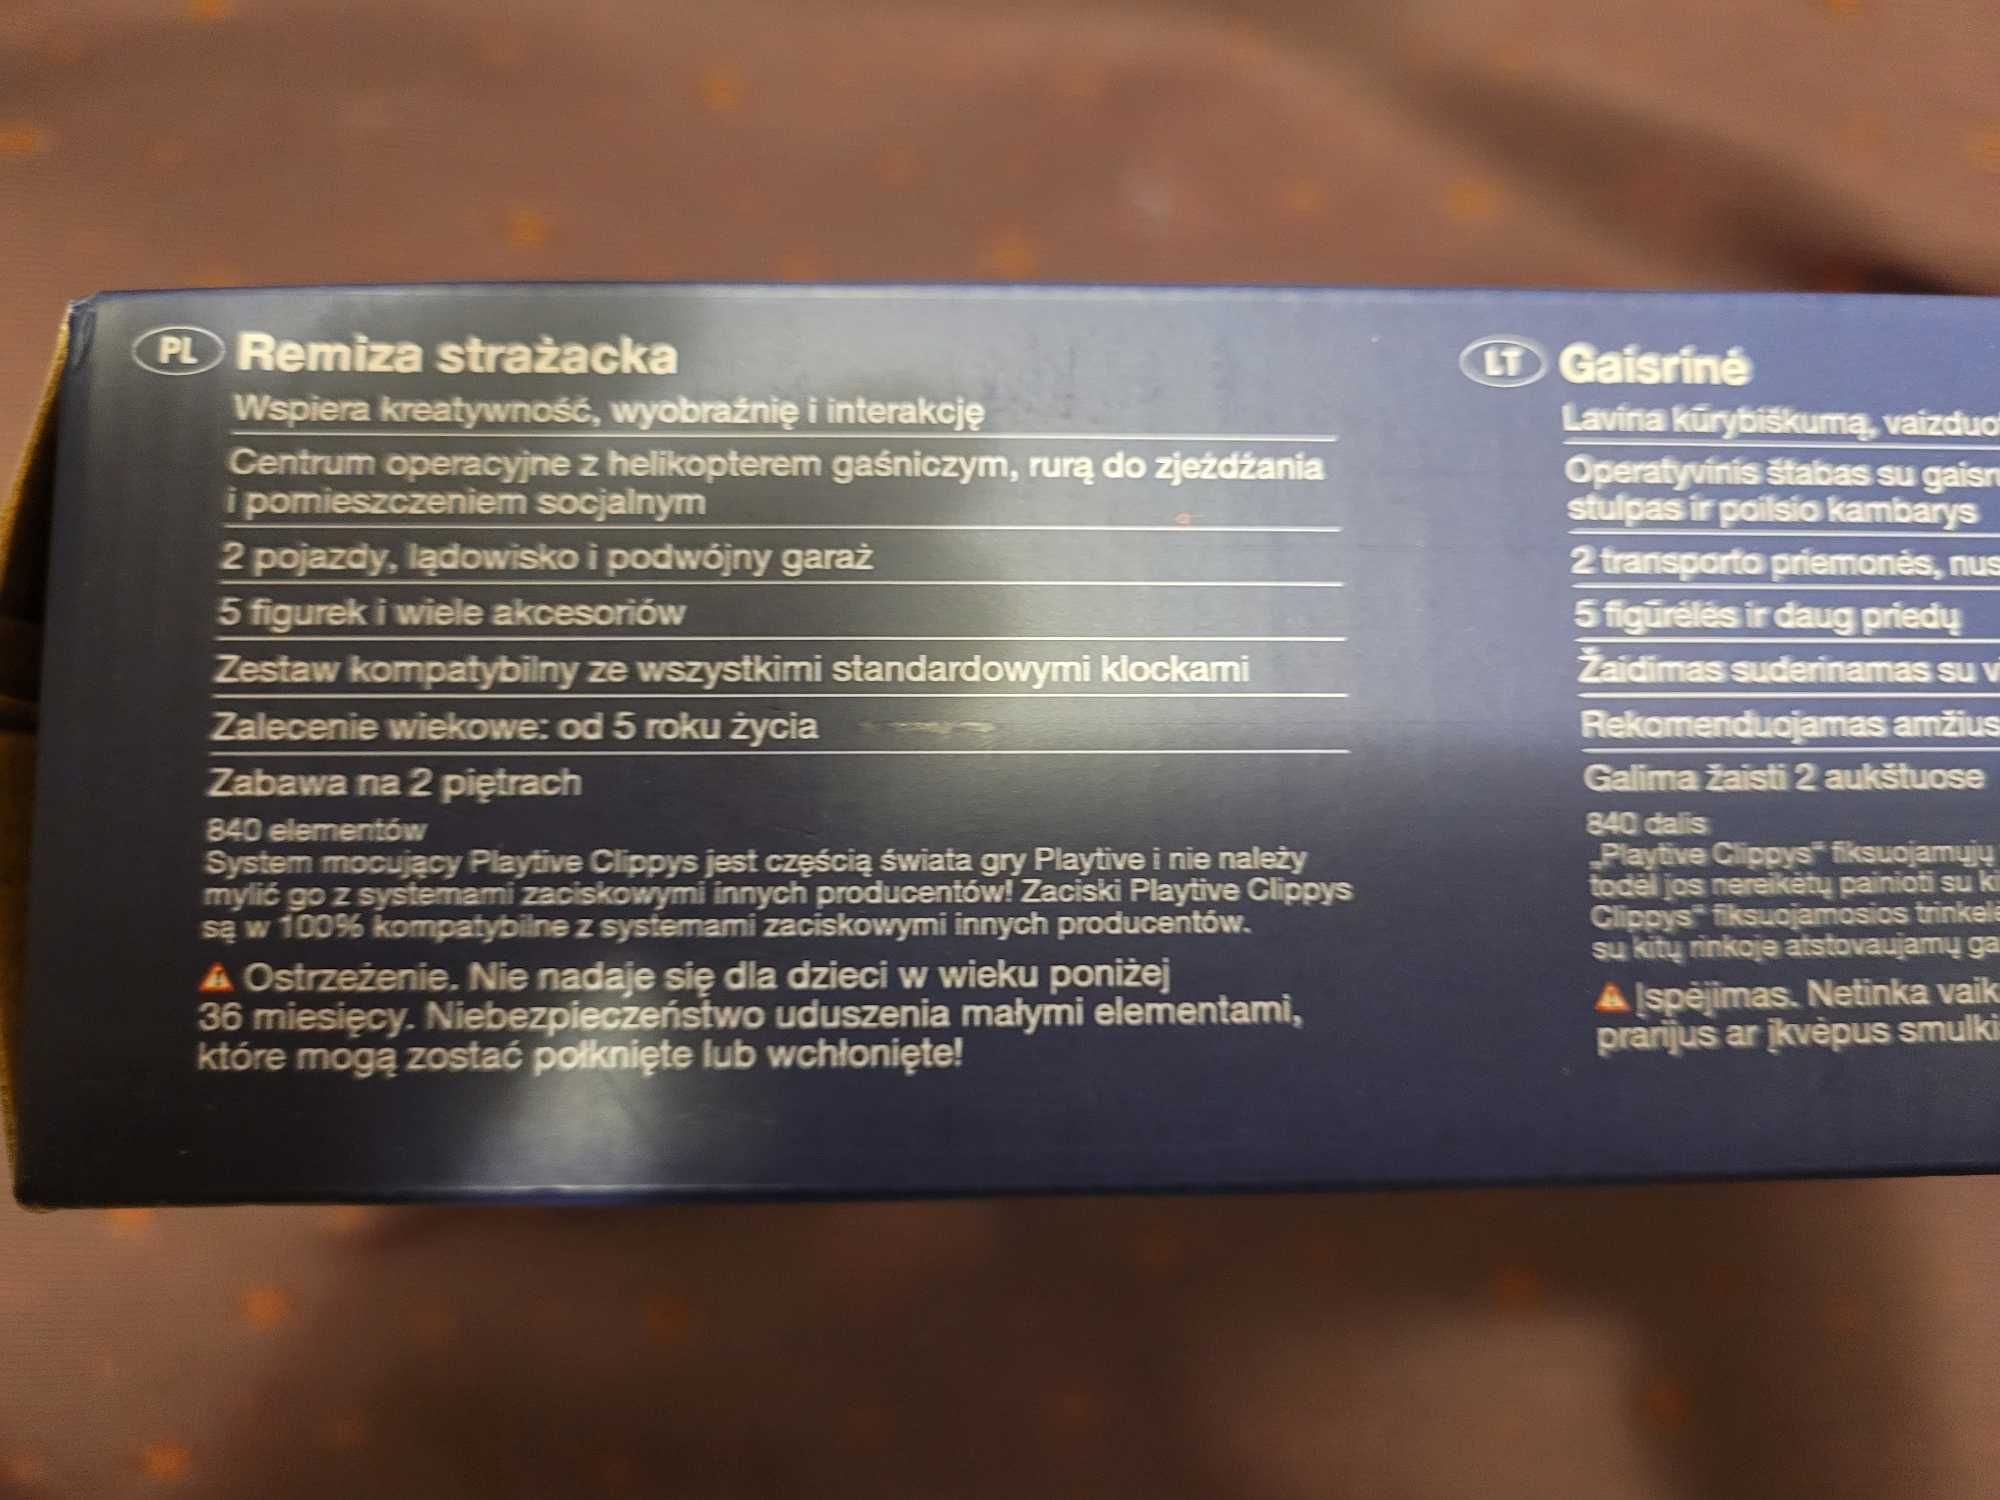 PL Remiza strażacka
Wspiera kreatywność, wyobraźnię i interakcję
Centrum operacyjne z helikopterem gaśniczym, rurą do zjeżdżania
i pomieszczeniem socjalnym
2 pojazdy, lądowisko i podwójny garaż
5 figurek i wiele akcesoriów
Zestaw kompatybilny ze wszystkimi standardowymi klockami
Zalecenie wiekowe: od 5 roku życia
Zabawa na 2 piętrach
840 elementów
System mocujący Playtive Clippys jest częścią świata gry Playtive i nie należy
mylić go z systemami zaciskowymi innych producentów! Zaciski Playtive Clippys
są w 100% kompatybilne z systemami zaciskowymi innych producentów.
Ostrzeżenie. Nie nadaje się dla dzieci w wieku poniżej
36 miesięcy. Niebezpieczeństwo uduszenia małymi elementami,
które mogą zostać połknięte lub wchłonięte!
LT Gaisrinė
Lavina kūrybiškumą,
Operatyvinis štabas su
stulpas ir poilsio kambarys
2 transporto priemonės,
5 figūrėlės ir daug priedų
Žaidimas suderinamas su
Rekomenduojamas amžius
Galima žaisti 2 aukštuose
840 dalis
„Playtive Clippys“ fiksuojamųjų
todėl jos nereikėtų painioti su
Clippys“ fiksuojamosios
su kitų rinkoje atstovaujamų
Įspėjimas. Netinka
prarijus ar įkvėpus